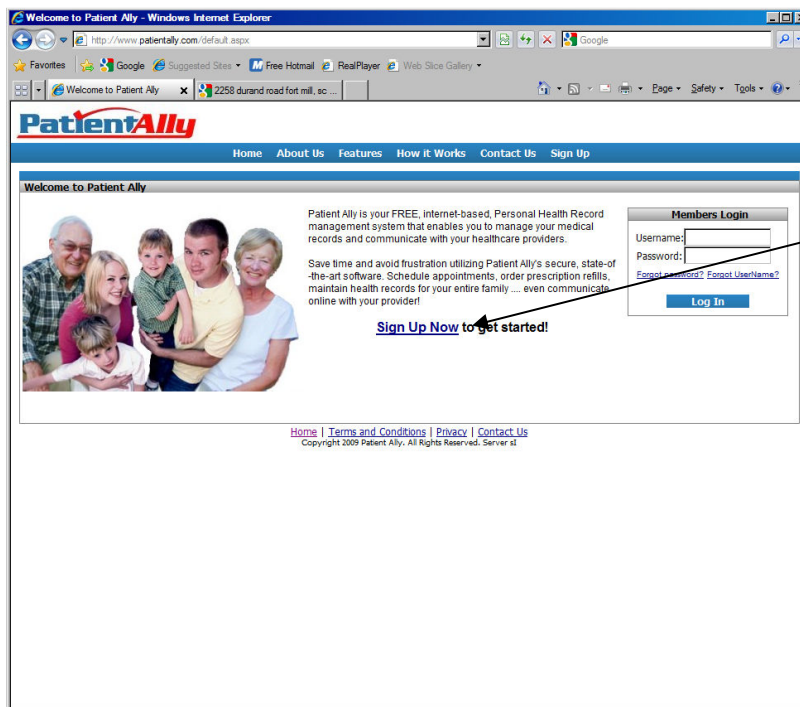 Welcome to Patient Ally - Windows Internet Explorer
http://www.patientally.com/default.aspx
Google
Favorites Google Suggested Sites Free Hotmail RealPlayer Web Slice Gallery
Welcome to Patient Ally 2258 durand road fort mill, sc ... Page Safety Tools
PatientAlly
Home About Us Features How it Works Contact Us Sign Up
Welcome to Patient Ally
Patient Ally is your FREE, internet-based, Personal Health Record
management system that enables you to manage your medical
records and communicate with your healthcare providers.
Save time and avoid frustration utilizing Patient Ally's secure, state-of
-the-art software. Schedule appointments, order prescription refills,
maintain health records for your entire family .... even communicate
online with your provider!
Sign Up Now to get started!
Members Login
Username:
Password:
Forgot password? Forgot UserName?
Log In
Home | Terms and Conditions | Privacy | Contact Us
Copyright 2009 Patient Ally. All Rights Reserved. Server sI